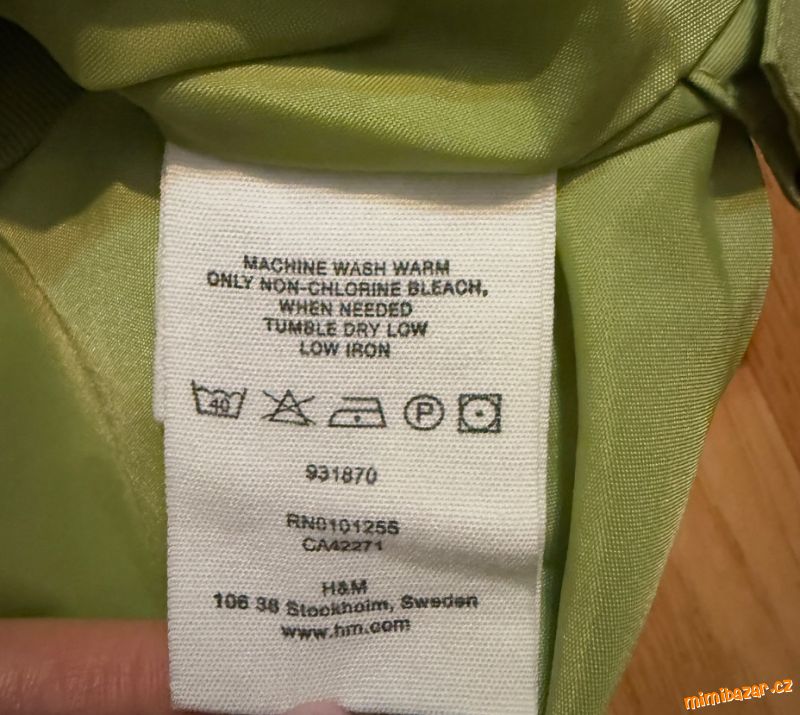 MACHINE WASH WARM
ONLY NON-CHLORINE BLEACH,
WHEN NEEDED
TUMBLE DRY LOW
LOW IRON
40 P
931870
RN0101255
CA42271
H&M
106 38 Stockholm, Sweden
www.hm.com
mimibazar.cz